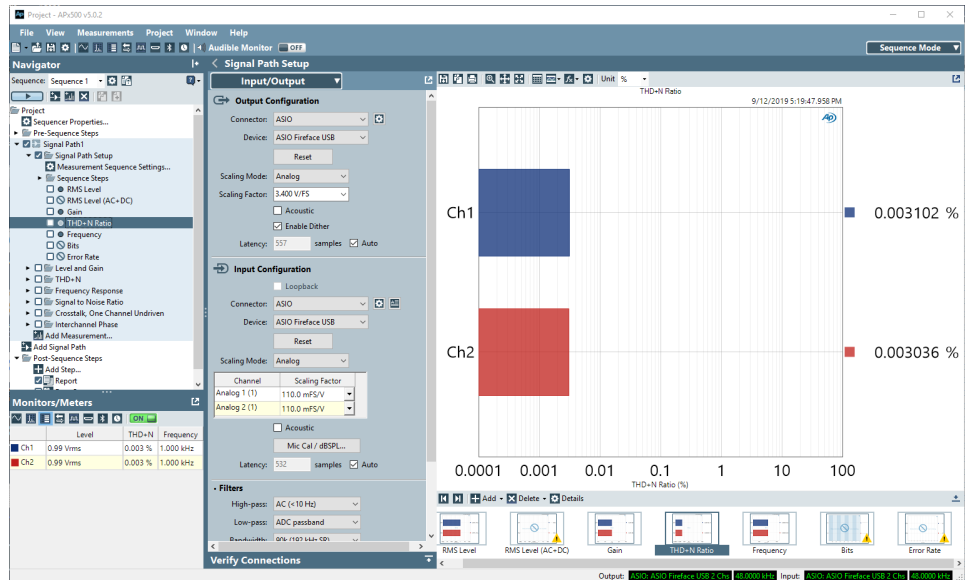 Project - APx500 v5.0.2
File View Measurements Project Window Help
Audible Monitor OFF
Sequence Mode
Navigator
Sequence: Sequence 1
Project
Sequencer Properties...
Pre-Sequence Steps
Signal Path1
Signal Path Setup
Measurement Sequence Settings...
Sequence Steps
RMS Level
RMS Level (AC+DC)
Gain
THD+N Ratio
Frequency
Bits
Error Rate
Level and Gain
THD+N
Frequency Response
Signal to Noise Ratio
Crosstalk, One Channel Undriven
Interchannel Phase
Add Measurement...
Add Signal Path
Post-Sequence Steps
Add Step...
Report
Monitors/Meters
ON
Level THD+N Frequency
Ch1 0.99 Vrms 0.003 % 1.000 kHz
Ch2 0.99 Vrms 0.003 % 1.000 kHz
Signal Path Setup
Input/Output
Output Configuration
Connector: ASIO
Device: ASIO Fireface USB
Reset
Scaling Mode: Analog
Scaling Factor: 3.400 V/FS
Acoustic
Enable Dither
Latency: 557 samples Auto
Input Configuration
Loopback
Connector: ASIO
Device: ASIO Fireface USB
Reset
Scaling Mode: Analog
Channel Scaling Factor
Analog 1 (1) 110.0 mFS/V
Analog 2 (1) 110.0 mFS/V
Acoustic
Mic Cal / dBSPL...
Latency: 532 samples Auto
Filters
High-pass: AC (<10 Hz)
Low-pass: ADC passband
Bandwidth: 90k (192 kHz SR)
Verify Connections
Unit %
THD+N Ratio
9/12/2019 5:19:47.958 PM
AP
Ch1 0.003102 %
Ch2 0.003036 %
0.0001 0.001 0.01 0.1 1 10 100
THD+N Ratio (%)
Add Delete Details
RMS Level RMS Level (AC+DC) Gain THD+N Ratio Frequency Bits Error Rate
Output: ASIO: ASIO Fireface USB 2 Chs 48.0000 kHz Input: ASIO: ASIO Fireface USB 2 Chs 48.0000 kHz